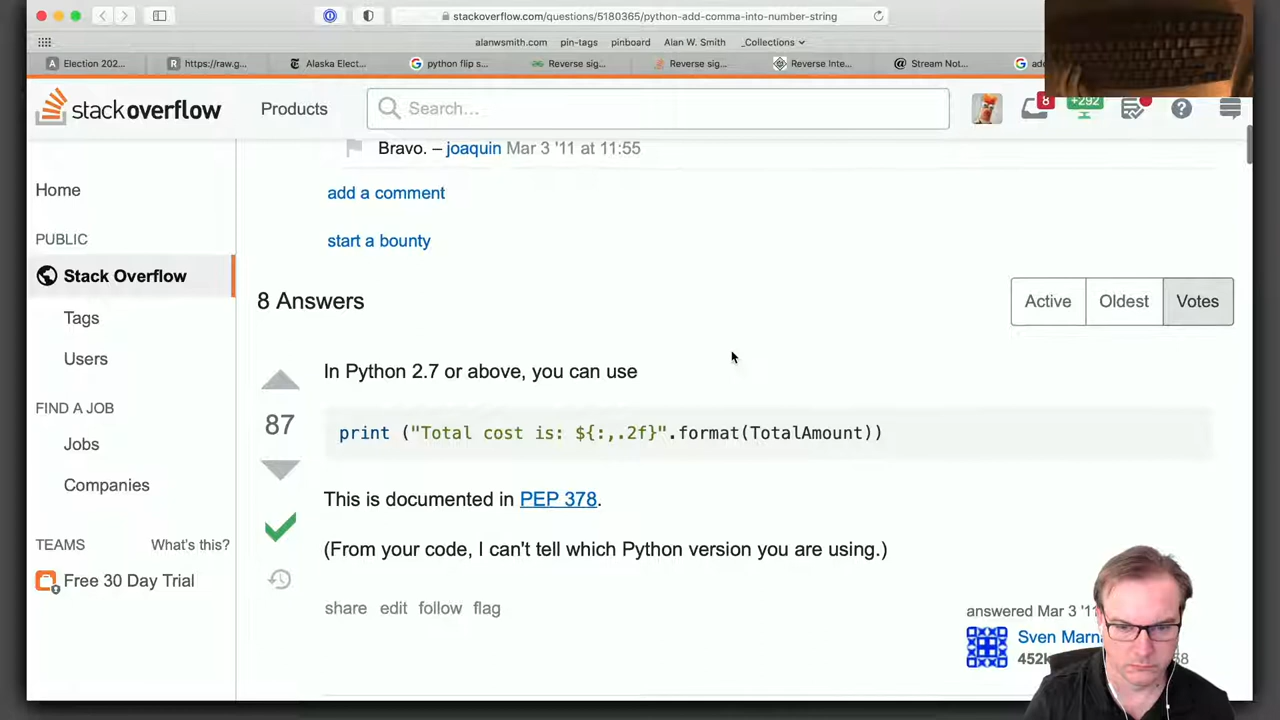 stackoverflow.com/questions/5180365/python-add-comma-into-number-string
alanwsmith.com pin-tags pinboard Alan W. Smith _Collections
Election 202... https://raw.g... Alaska Elect... python flip s... Reverse sig... Reverse sig... Reverse Inte... Stream Not...
stackoverflow Products Search... 8 +292
Bravo. – joaquin Mar 3 '11 at 11:55
add a comment
start a bounty
Home
PUBLIC
Stack Overflow
Tags
Users
FIND A JOB
Jobs
Companies
TEAMS What's this?
Free 30 Day Trial
8 Answers
Active Oldest Votes
In Python 2.7 or above, you can use
87
print ("Total cost is: ${:,.2f}".format(TotalAmount))
This is documented in PEP 378.
(From your code, I can't tell which Python version you are using.)
share edit follow flag
answered Mar 3 '11
Sven Marn
452k 58